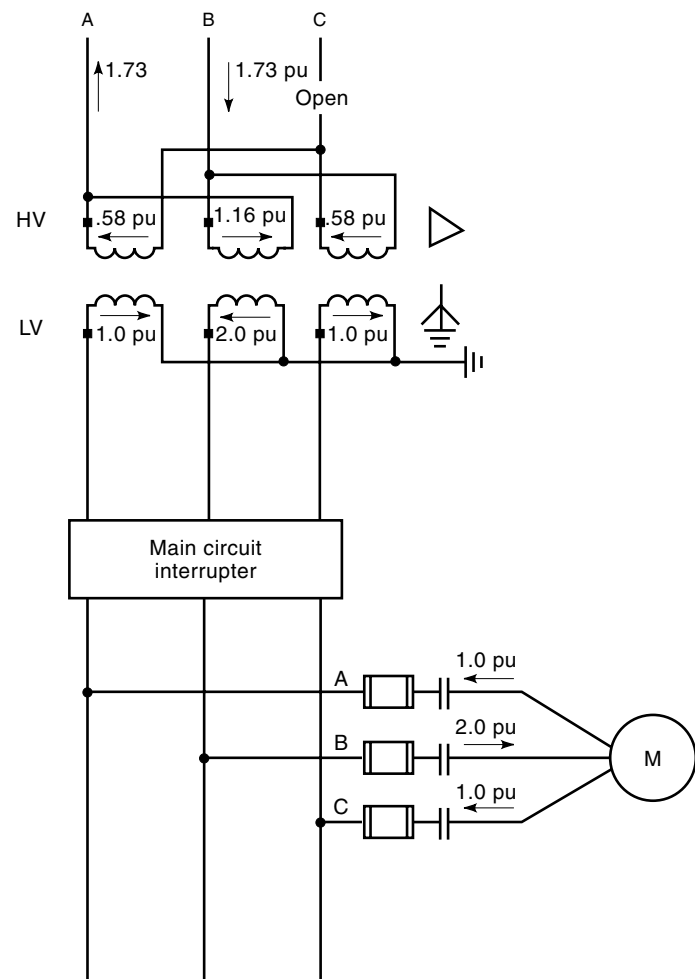 A B C
1.73 1.73 pu
Open
HV .58 pu 1.16 pu .58 pu
LV 1.0 pu 2.0 pu 1.0 pu
Main circuit
interrupter
A 1.0 pu
B 2.0 pu M
C 1.0 pu